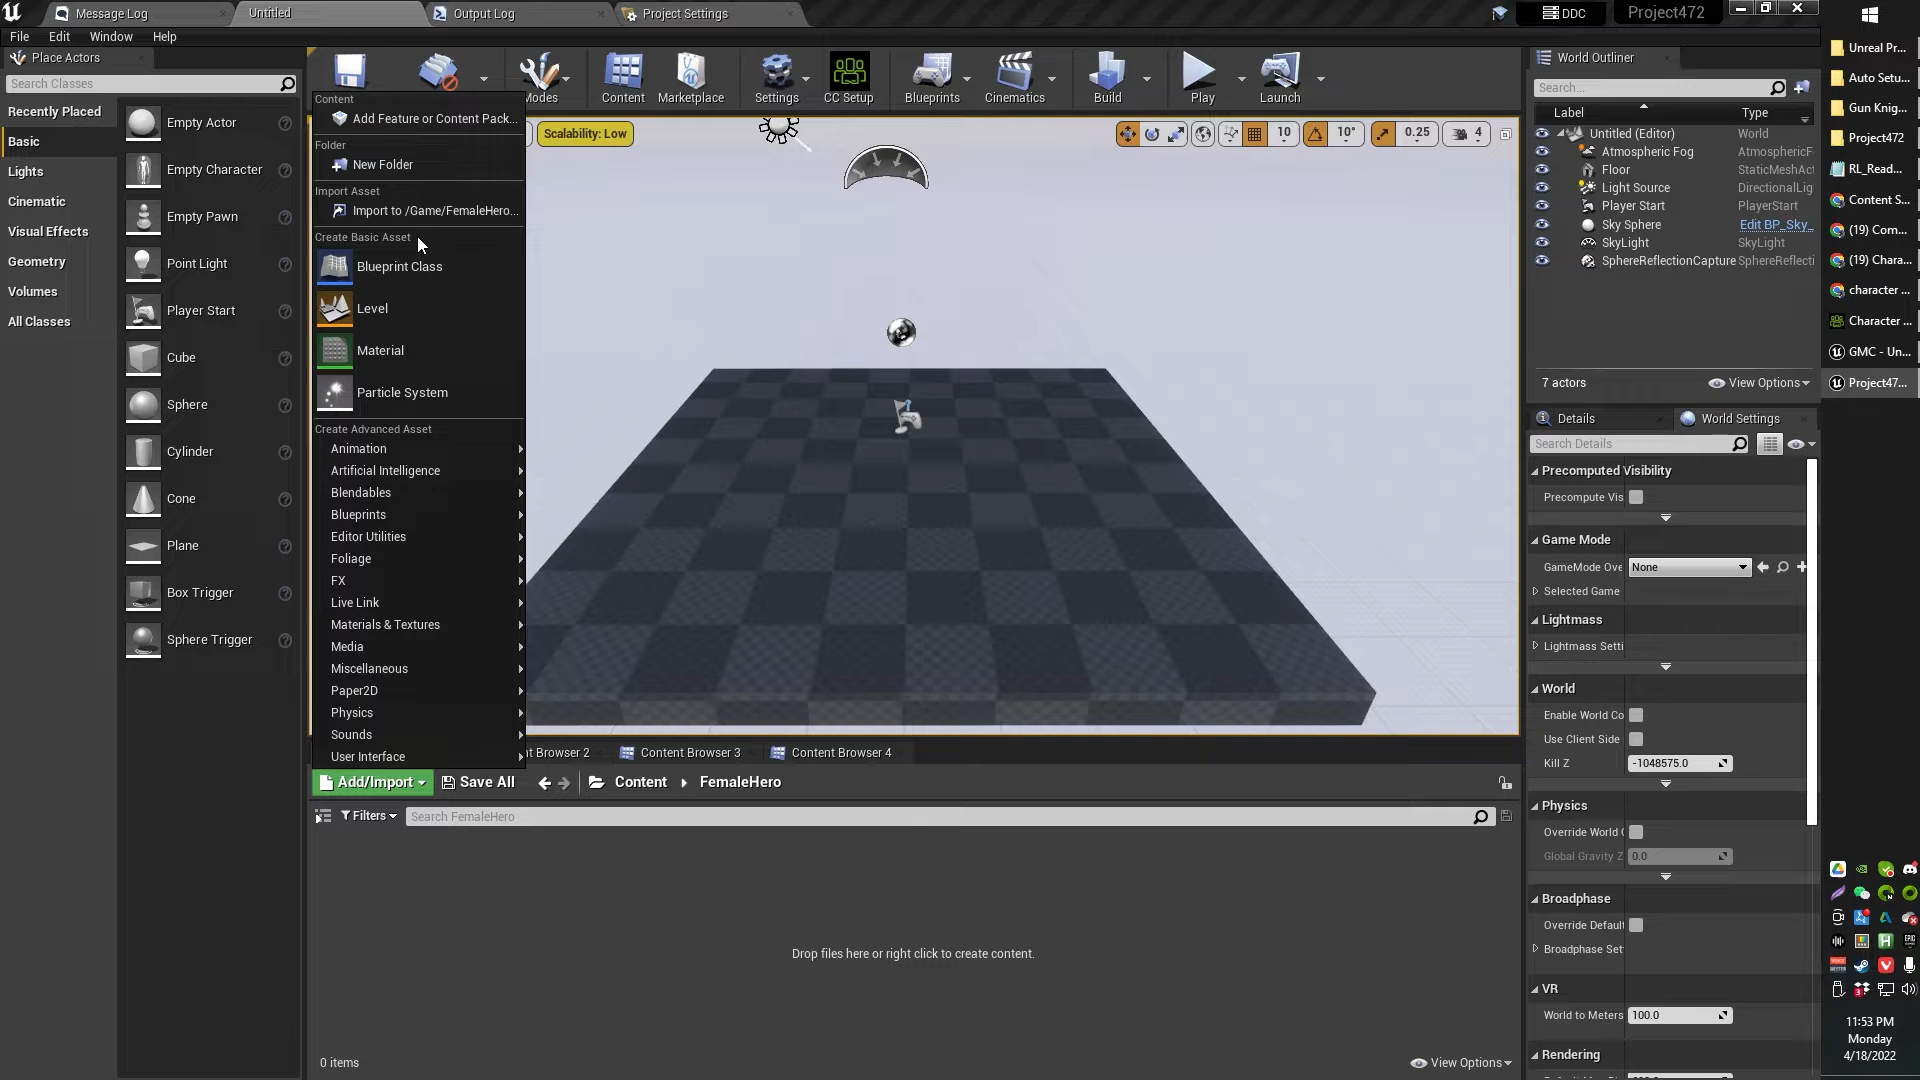 Message Log
Untitled
Output Log
Project Settings
DDC
Project472
File Edit Window Help
Place Actors
Search Classes
Recently Placed
Basic
Lights
Cinematic
Visual Effects
Geometry
Volumes
All Classes
Empty Actor
Empty Character
Empty Pawn
Point Light
Player Start
Cube
Sphere
Cylinder
Cone
Plane
Box Trigger
Sphere Trigger
Modes
Content
Marketplace
Settings
CC Setup
Blueprints
Cinematics
Build
Play
Launch
Content
Add Feature or Content Pack...
Folder
New Folder
Import Asset
Import to /Game/FemaleHero...
Create Basic Asset
Blueprint Class
Level
Material
Particle System
Create Advanced Asset
Animation
Artificial Intelligence
Blendables
Blueprints
Editor Utilities
Foliage
FX
Live Link
Materials & Textures
Media
Miscellaneous
Paper2D
Physics
Sounds
User Interface
Scalability: Low
10
10°
0.25
4
nt Browser 2
Content Browser 3
Content Browser 4
Add/Import
Save All
Content
FemaleHero
Filters
Search FemaleHero
Drop files here or right click to create content.
0 items
View Options
World Outliner
Search...
Label Type
Untitled (Editor) World
Atmospheric Fog AtmosphericF
Floor StaticMeshAct
Light Source DirectionalLig
Player Start PlayerStart
Sky Sphere Edit BP_Sky_
SkyLight SkyLight
SphereReflectionCapture SphereReflecti
7 actors
View Options
Details
World Settings
Search Details
Precomputed Visibility
Precompute Vis
Game Mode
GameMode Ove
None
Selected Game
Lightmass
Lightmass Setti
World
Enable World Co
Use Client Side
Kill Z
-1048575.0
Physics
Override World
Global Gravity Z
0.0
Broadphase
Override Default
Broadphase Set
VR
World to Meters
100.0
Rendering
Unreal Pr...
Auto Setu...
Gun Knig...
Project472
RL_Read...
Content S...
(19) Com...
(19) Chara...
character ...
Character ...
GMC - Un...
Project47...
11:53 PM
Monday
4/18/2022